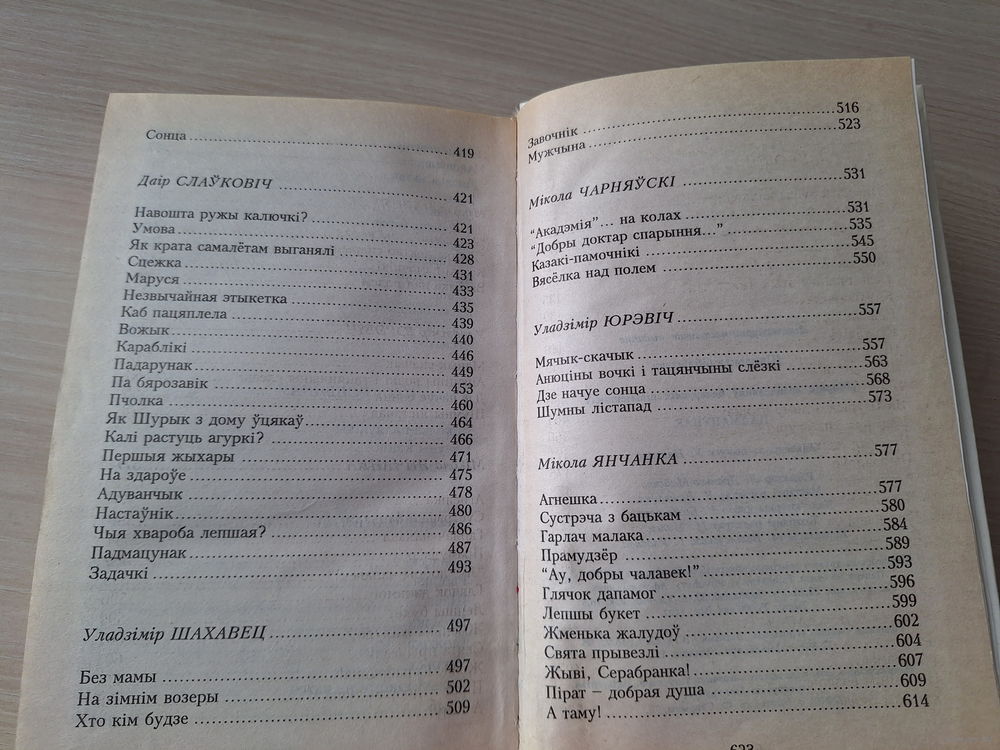 Сонца ........ 419
Даір СЛАЎКОВІЧ ........ 421
Навошта ружы калючкі? ........ 421
Умова ........ 423
Як крата самалётам выганялі ........ 428
Сцежка ........ 431
Маруся ........ 433
Незвычайная этыкетка ........ 435
Каб пацяплела ........ 439
Вожык ........ 440
Караблікі ........ 446
Падарунак ........ 449
Па бярозавік ........ 453
Пчолка ........ 460
Як Шурык з дому ўцякаў ........ 464
Калі растуць агуркі? ........ 466
Першыя жыхары ........ 471
На здароўе ........ 475
Адуванчык ........ 478
Настаўнік ........ 480
Чыя хвароба лепшая? ........ 486
Падмацунак ........ 487
Задачкі ........ 493
Уладзімір ШАХАВЕЦ ........ 497
Без мамы ........ 497
На зімнім возеры ........ 502
Хто кім будзе ........ 509
Завочнік ........ 516
Мужчына ........ 523
Мікола ЧАРНЯЎСКІ ........ 531
“Акадэмія”... на колах ........ 531
“Добры доктар спарыння...” ........ 535
Казакі-памочнікі ........ 545
Вясёлка над полем ........ 550
Уладзімір ЮРЭВІЧ ........ 557
Мячык-скачык ........ 557
Анюціны вочкі і тацянчыны слёзкі ........ 563
Дзе начуе сонца ........ 568
Шумны лістапад ........ 573
Мікола ЯНЧАНКА ........ 577
Агнешка ........ 577
Сустрэча з бацькам ........ 580
Гарлач малака ........ 584
Прамудзёр ........ 589
“Ау, добры чалавек!” ........ 593
Глячок дапамог ........ 596
Лепшы букет ........ 599
Жменька жалудоў ........ 602
Свята прывезлі ........ 604
Жыві, Серабранка! ........ 607
Пірат – добрая душа ........ 609
А таму! ........ 614
623